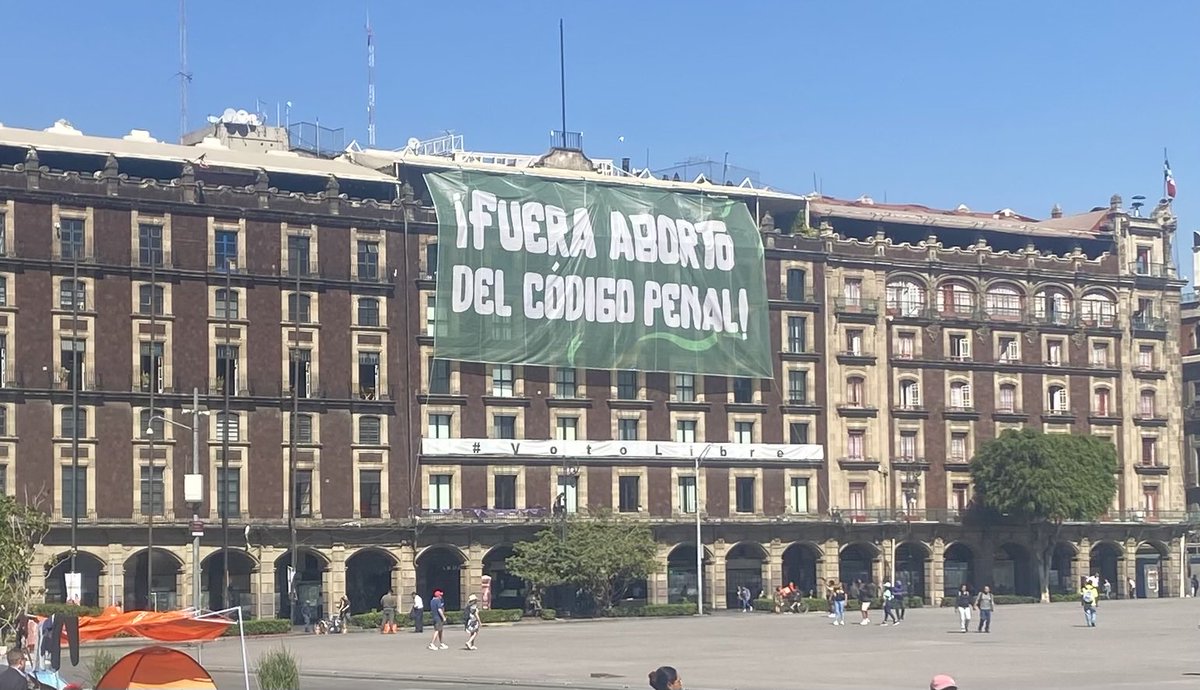 ¡FUERA ABORTO
DEL CÓDIGO PENAL!
#VotoLibre